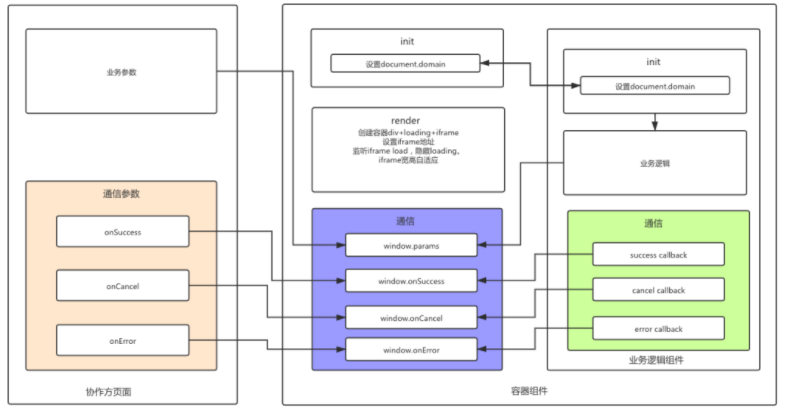 业务参数
通信参数
onSuccess
onCancel
onError
协作方页面
init
设置document.domain
render
创建容器div+loading+iframe
设置iframe地址
监听iframe load，隐藏loading。
iframe宽高自适应
通信
window.params
window.onSuccess
window.onCancel
window.onError
init
设置document.domain
业务逻辑
通信
success callback
cancel callback
error callback
业务逻辑组件
容器组件